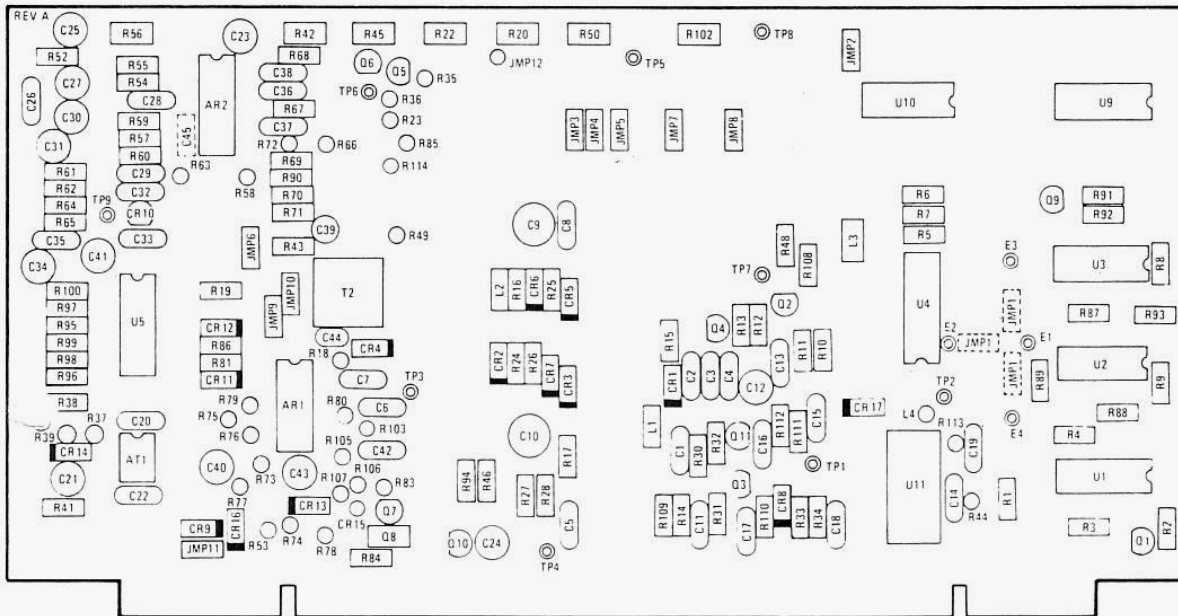 REV A
C25
R56
C23
R42
R45
R22
R20
R50
R102
TP8
R52
R55
R68
Q6
Q5
JMP12
TP5
JMP2
C27
R54
C38
R35
C26
C28
AR2
C36
TP6
R36
U10
U9
C30
R59
R67
R23
R57
C45
C37
JMP3
JMP4
JMP5
JMP7
JMP8
C31
R60
R72
R66
R85
R61
C29
R63
R69
R114
R62
C32
R58
R90
R64
TP9
CR10
R70
R6
Q9
R91
R65
R71
R7
R92
C35
C33
JMP6
C39
R49
C9
C8
R5
C34
C41
R43
R48
L3
E3
U3
R8
R108
TP7
R100
U5
R19
JMP10
T2
L2
R16
CR6
R25
CR5
U4
R97
JMP9
Q2
JMP1
R87
R93
R95
CR12
C44
Q4
R13
R12
R99
R86
R18
CR4
R15
R11
R10
E2
JMP1
E1
R98
R81
CR2
R24
R26
CR7
CR3
C13
U2
R96
CR11
AR1
C7
TP3
CR1
C2
C3
C4
C12
JMP1
R89
R9
R38
R79
R80
C6
CR17
TP2
R75
C20
R103
L1
R112
R111
C15
L4
E4
R88
R39
R37
R76
R105
C42
C10
C1
R30
R32
Q11
C16
R113
C19
R4
CR14
AT1
R73
R106
R17
TP1
C21
C40
C43
R83
R94
R46
Q3
U11
U1
C22
R77
R107
R27
R28
C14
R44
R1
R41
CR13
CR15
Q7
C5
R109
R14
C11
R31
C17
R110
CR8
R33
R34
C18
CR9
CR16
R74
R78
Q8
R3
JMP11
R53
R84
Q10
C24
TP4
Q1
R2